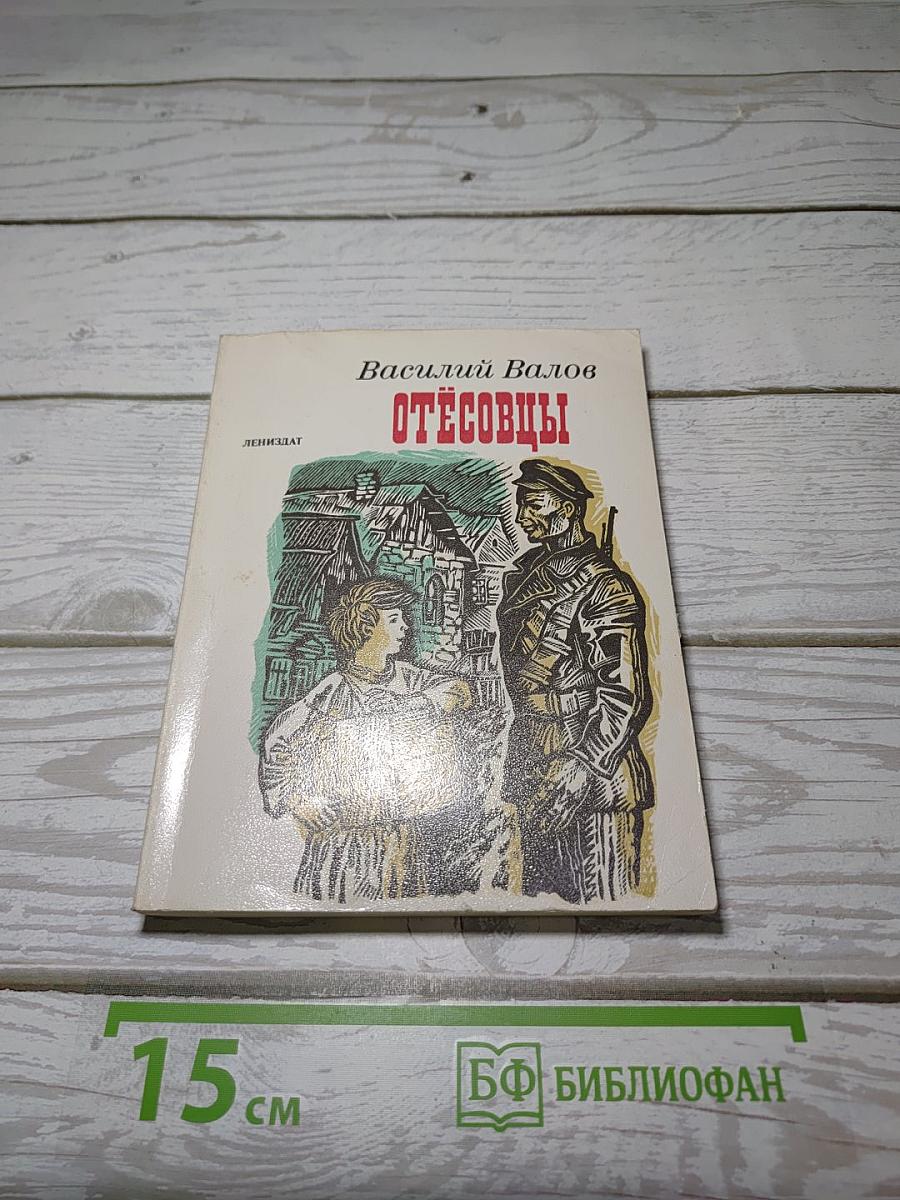 Василий Валов
ОТЁСОВЦЫ
ЛЕНИЗДАТ
15 см
БФ БИБЛИОФАН